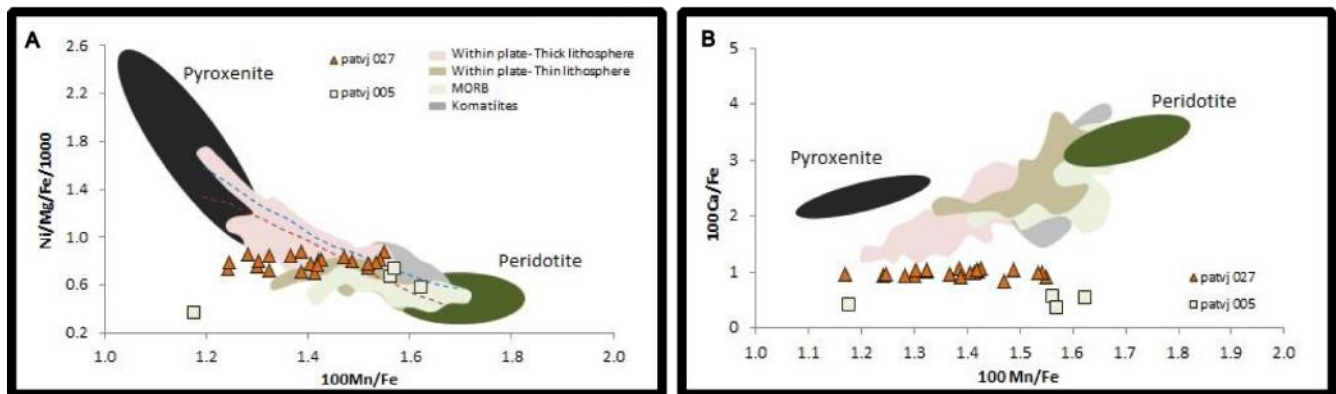 A
2.6
2.2
1.8
1.4
1.0
0.6
0.2
Ni/Mg/Fe/1000
1.0 1.2 1.4 1.6 1.8 2.0
100Mn/Fe
Pyroxenite
Peridotite
patvj 027
patvj 005
Within plate- Thick lithosphere
Within plate- Thin lithosphere
MORB
Komatiites
B
5
4
3
2
1
0
100Ca/Fe
1.0 1.1 1.2 1.3 1.4 1.5 1.6 1.7 1.8 1.9 2.0
100 Mn/Fe
Pyroxenite
Peridotite
patvj 027
patvj 005